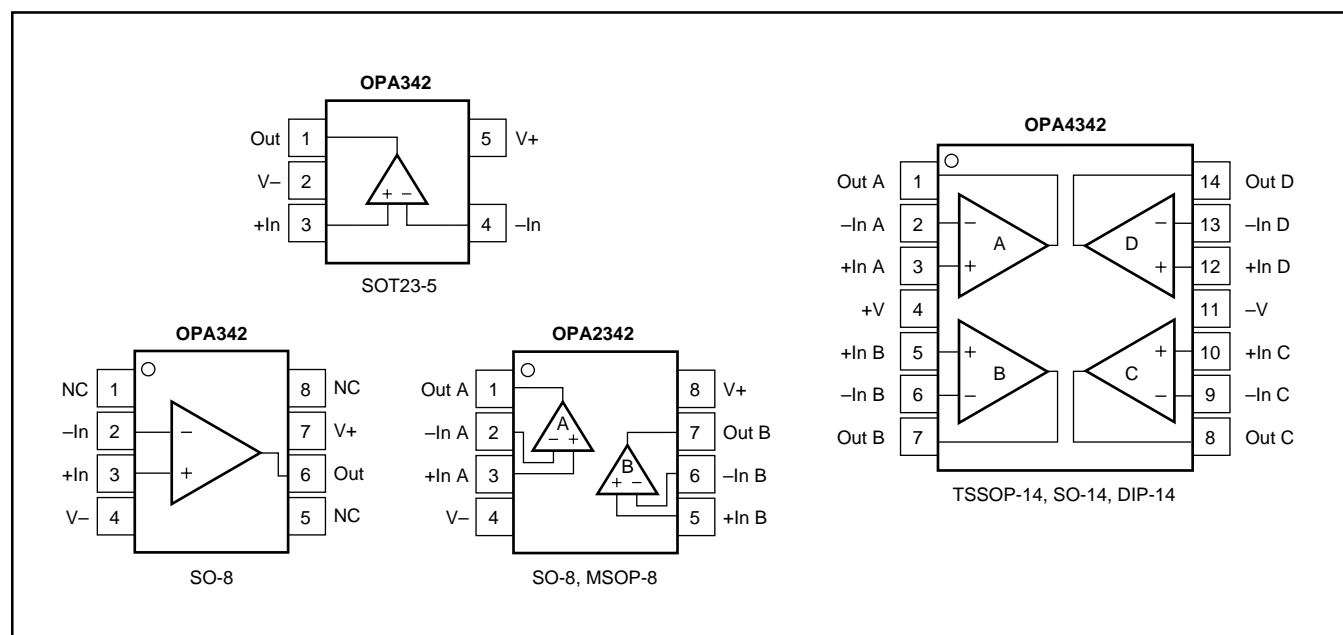 OPA342
Out 1
5 V+
V– 2
+In 3
4 –In
+ –
SOT23-5
OPA342
NC 1
8 NC
–In 2
7 V+
+In 3
6 Out
V– 4
5 NC
–
+
SO-8
OPA2342
Out A 1
8 V+
–In A 2
7 Out B
+In A 3
6 –In B
V– 4
5 +In B
A
– +
B
+ –
SO-8, MSOP-8
OPA4342
Out A 1
14 Out D
–In A 2
13 –In D
+In A 3
12 +In D
+V 4
11 –V
+In B 5
10 +In C
–In B 6
9 –In C
Out B 7
8 Out C
– –
A D
+ +
+ +
B C
– –
TSSOP-14, SO-14, DIP-14